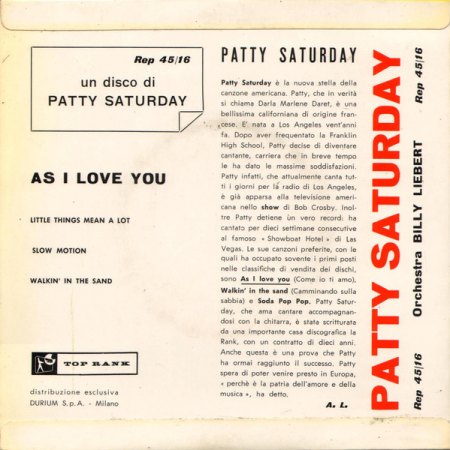 Rep 45/16
un disco di
PATTY SATURDAY
AS I LOVE YOU
LITTLE THINGS MEAN A LOT
SLOW MOTION
WALKIN' IN THE SAND
TOP RANK
distribuzione esclusiva
DURIUM S.p.A. - Milano
PATTY SATURDAY
Patty Saturday è la nuova stella della
canzone americana. Patty, che in verità
si chiama Darla Marlene Daret, è una
bellissima californiana di origine fran-
cese. E' nata a Los Angeles vent'anni
fa. Dopo aver frequentato la Franklin
High School, Patty decise di diventare
cantante, carriera che in breve tempo
le ha dato le massime soddisfazioni.
Patty infatti, che attualmente canta tut-
ti i giorni per la radio di Los Angeles,
è già apparsa alla televisione america-
na nello show di Bob Crosby. Inol-
tre Patty detiene un vero record: ha
cantato per dieci settimane consecutive
al famoso « Showboat Hotel » di Las
Vegas. Le sue canzoni preferite, con le
quali ha occupato sovente i primi posti
nelle classifiche di vendita dei dischi,
sono As I love you (Come io ti amo),
Walkin' in the sand (Camminando sulla
sabbia) e Soda Pop Pop. Patty Satur-
day, che ama cantare accompagnan-
dosi con la chitarra, è stata scritturata
da una importante casa discografica la
Rank, con un contratto di dieci anni.
Anche questa è una prova che Patty
ha ormai raggiunto il successo. Patty
spera di poter venire presto in Europa,
« perchè è la patria dell'amore e della
musica », ha detto.
A. L.
PATTY SATURDAY
Rep 45/16 Orchestra BILLY LIEBERT Rep 45/16